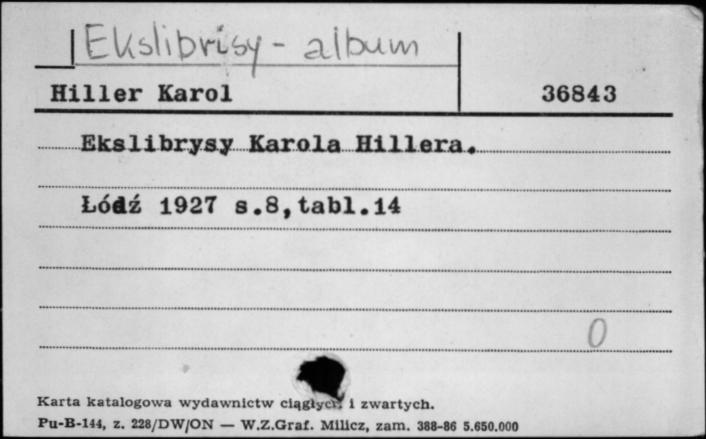 Ekslibrisy - album
Hiller Karol 36843
Ekslibrysy Karola Hillera.
Łódź 1927 s.8,tabl.14
0
Karta katalogowa wydawnictw ciągłych i zwartych.
Pu-B-144, z. 228/DW/ON — W.Z.Graf. Milicz, zam. 388-86 5.650.000